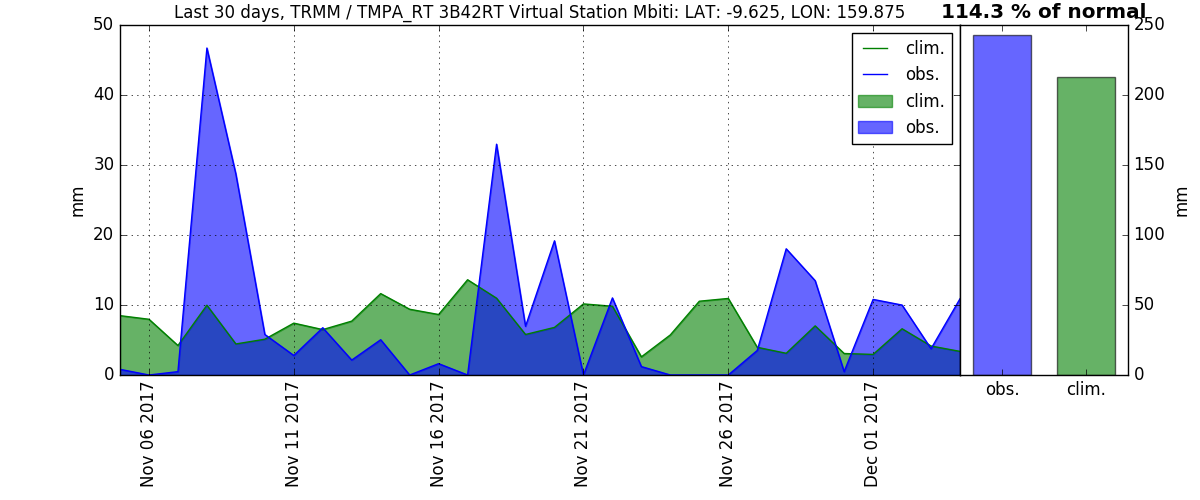 Last 30 days, TRMM / TMPA_RT 3B42RT Virtual Station Mbiti: LAT: -9.625, LON: 159.875
114.3 % of normal
50
40
30
20
10
0
mm
clim.
obs.
clim.
obs.
250
200
150
100
50
0
mm
Nov 06 2017
Nov 11 2017
Nov 16 2017
Nov 21 2017
Nov 26 2017
Dec 01 2017
obs.
clim.